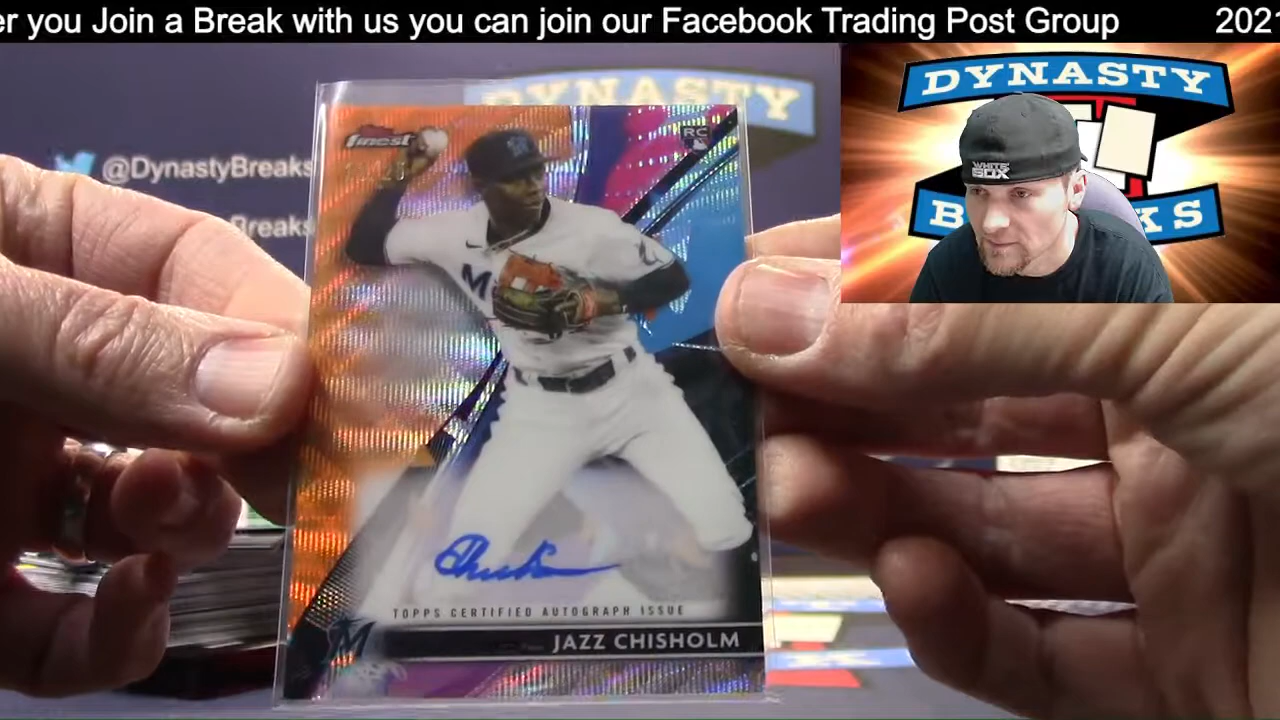 er you Join a Break with us you can join our Facebook Trading Post Group 2021
DYNASTY
DYNASTY
@DynastyBreaks
Breaks
finest
RC
WHITE
SOX
B KS
M
TOPPS CERTIFIED AUTOGRAPH ISSUE
JAZZ CHISHOLM